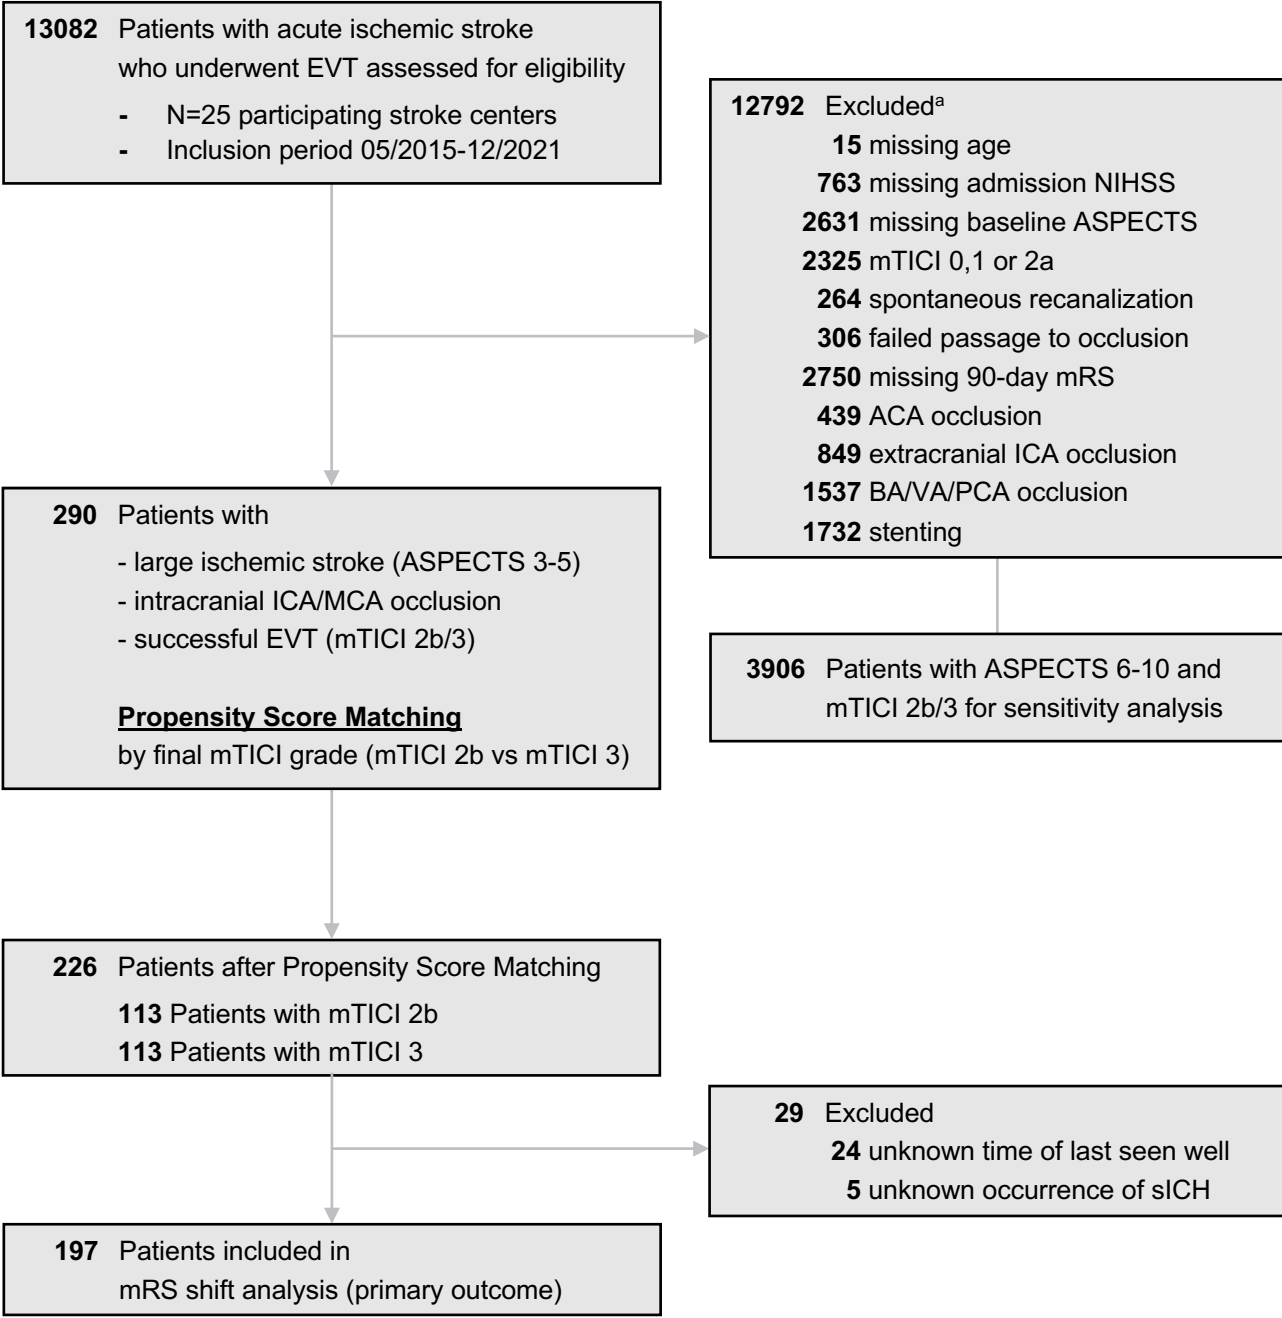 13082 Patients with acute ischemic stroke
who underwent EVT assessed for eligibility
- N=25 participating stroke centers
- Inclusion period 05/2015-12/2021
12792 Excludedᵃ
15 missing age
763 missing admission NIHSS
2631 missing baseline ASPECTS
2325 mTICI 0,1 or 2a
264 spontaneous recanalization
306 failed passage to occlusion
2750 missing 90-day mRS
439 ACA occlusion
849 extracranial ICA occlusion
1537 BA/VA/PCA occlusion
1732 stenting
290 Patients with
- large ischemic stroke (ASPECTS 3-5)
- intracranial ICA/MCA occlusion
- successful EVT (mTICI 2b/3)
Propensity Score Matching
by final mTICI grade (mTICI 2b vs mTICI 3)
3906 Patients with ASPECTS 6-10 and
mTICI 2b/3 for sensitivity analysis
226 Patients after Propensity Score Matching
113 Patients with mTICI 2b
113 Patients with mTICI 3
29 Excluded
24 unknown time of last seen well
5 unknown occurrence of sICH
197 Patients included in
mRS shift analysis (primary outcome)